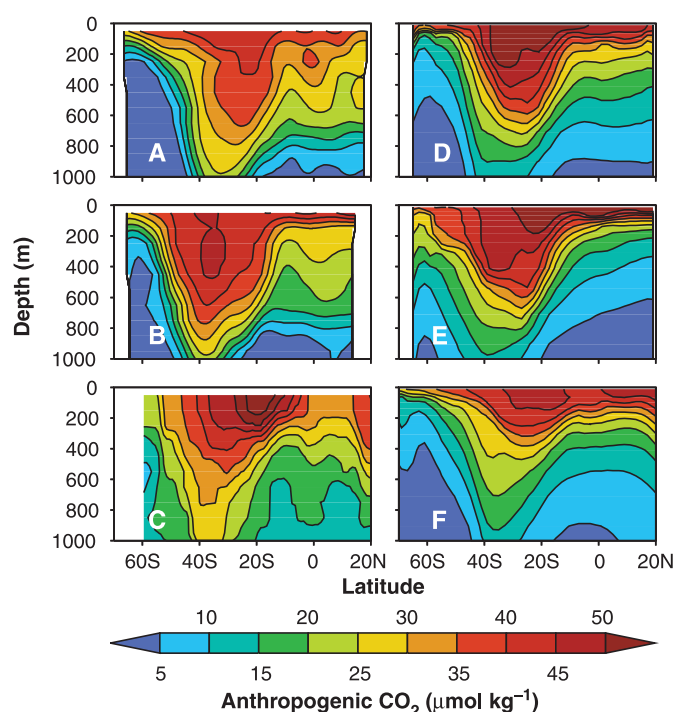 0
200
400
600
800
1000
A
D
0
200
400
600
800
1000
B
E
Depth (m)
0
200
400
600
800
1000
C
F
60S 40S 20S 0 20N 60S 40S 20S 0 20N
Latitude
10 20 30 40 50
5 15 25 35 45
Anthropogenic CO₂ (μmol kg⁻¹)